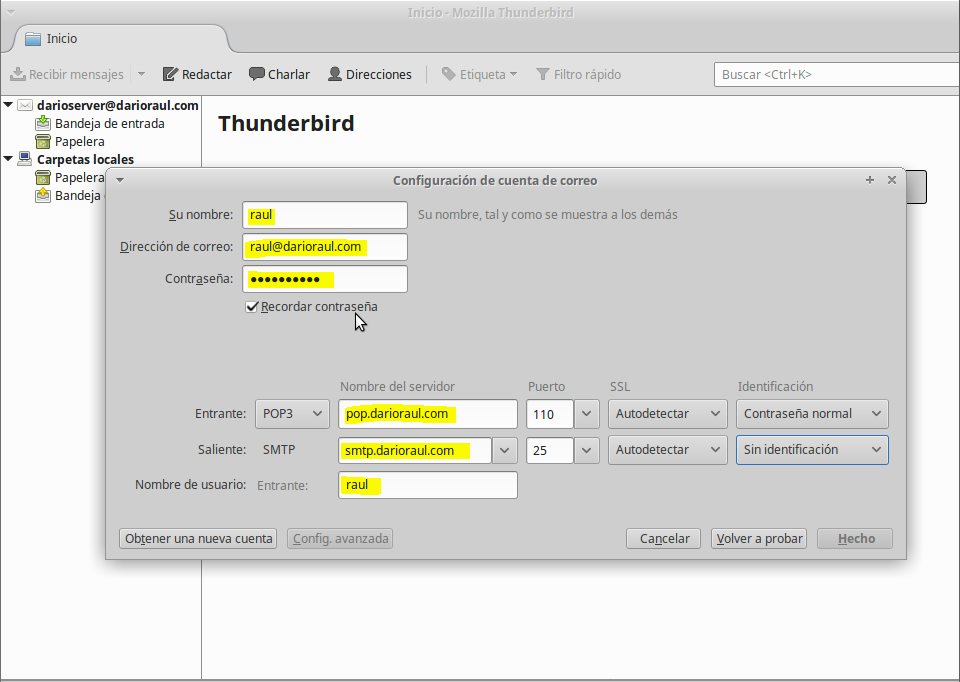 Inicio - Mozilla Thunderbird
Inicio
Recibir mensajes Redactar Charlar Direcciones Etiqueta Filtro rápido Buscar <Ctrl+K>
darioserver@darioraul.com
Bandeja de entrada
Papelera
Carpetas locales
Papelera
Bandeja
Thunderbird
Configuración de cuenta de correo
Su nombre: raul Su nombre, tal y como se muestra a los demás
Dirección de correo: raul@darioraul.com
Contraseña: ●●●●●●●●●●
Recordar contraseña
Nombre del servidor Puerto SSL Identificación
Entrante: POP3 pop.darioraul.com 110 Autodetectar Contraseña normal
Saliente: SMTP smtp.darioraul.com 25 Autodetectar Sin identificación
Nombre de usuario: Entrante: raul
Obtener una nueva cuenta Config. avanzada Cancelar Volver a probar Hecho